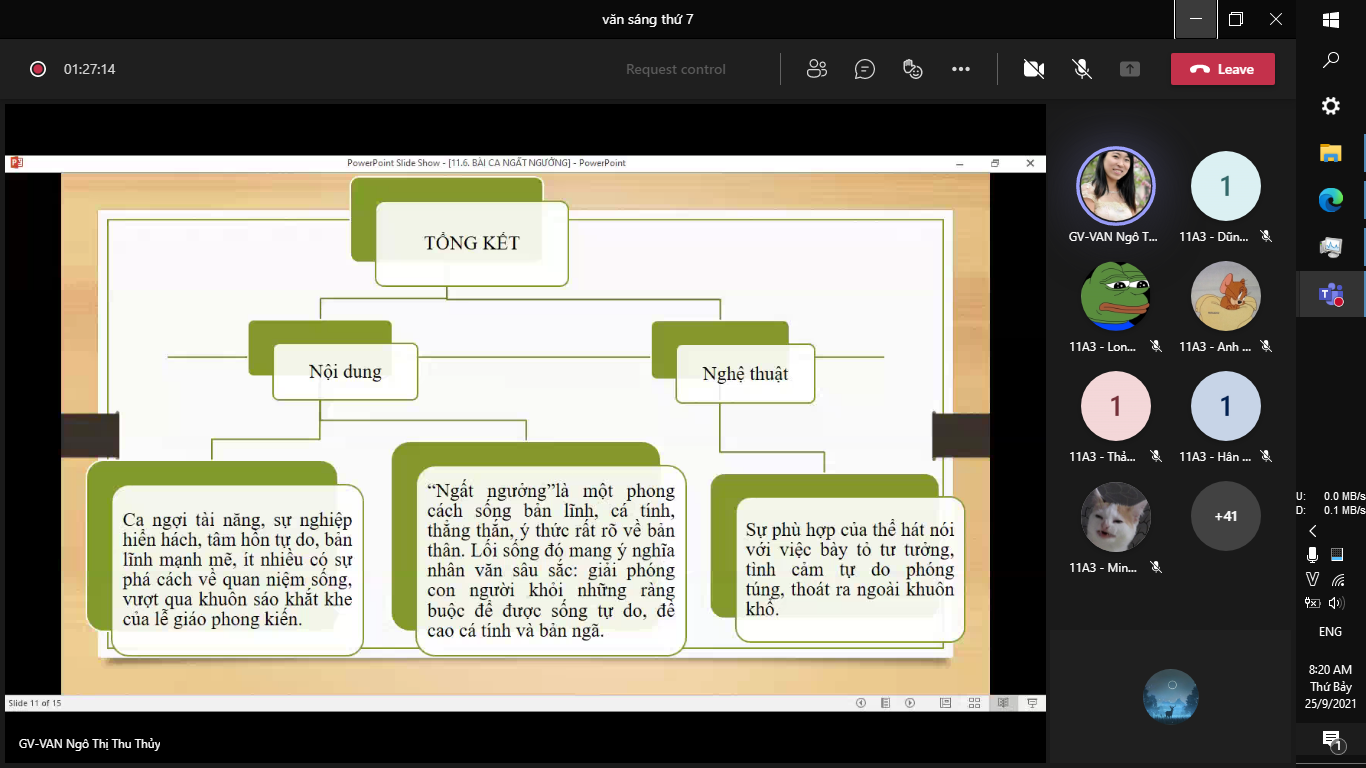 văn sáng thứ 7
01:27:14
Request control
Leave
PowerPoint Slide Show - [11.6. BÀI CA NGẤT NGƯỞNG] - PowerPoint
TỔNG KẾT
Nội dung
Nghệ thuật
Ca ngợi tài năng, sự nghiệp
hiển hách, tâm hồn tự do, bản
lĩnh mạnh mẽ, ít nhiều có sự
phá cách về quan niệm sống,
vượt qua khuôn sáo khắt khe
của lễ giáo phong kiến.
“Ngất ngưởng”là một phong
cách sống bản lĩnh, cá tính,
thẳng thắn, ý thức rất rõ về bản
thân. Lối sống đó mang ý nghĩa
nhân văn sâu sắc: giải phóng
con người khỏi những ràng
buộc để được sống tự do, đề
cao cá tính và bản ngã.
Sự phù hợp của thể hát nói
với việc bày tỏ tư tưởng,
tình cảm tự do phóng
túng, thoát ra ngoài khuôn
khổ.
Slide 11 of 15
GV-VAN Ngô Thị Thu Thủy
GV-VAN Ngô T...
1
11A3 - Dũn...
11A3 - Lon...
11A3 - Anh ...
1
11A3 - Thả...
1
11A3 - Hân ...
11A3 - Min...
+41
U: 0.0 MB/s
D: 0.1 MB/s
ENG
8:20 AM
Thứ Bảy
25/9/2021
1